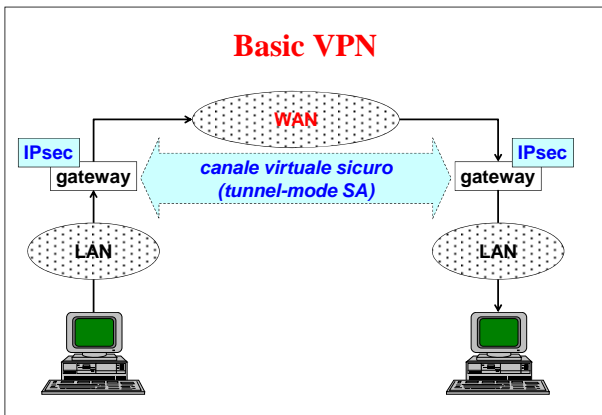 Basic VPN
WAN
IPsec
IPsec
gateway
canale virtuale sicuro
(tunnel-mode SA)
gateway
LAN
LAN